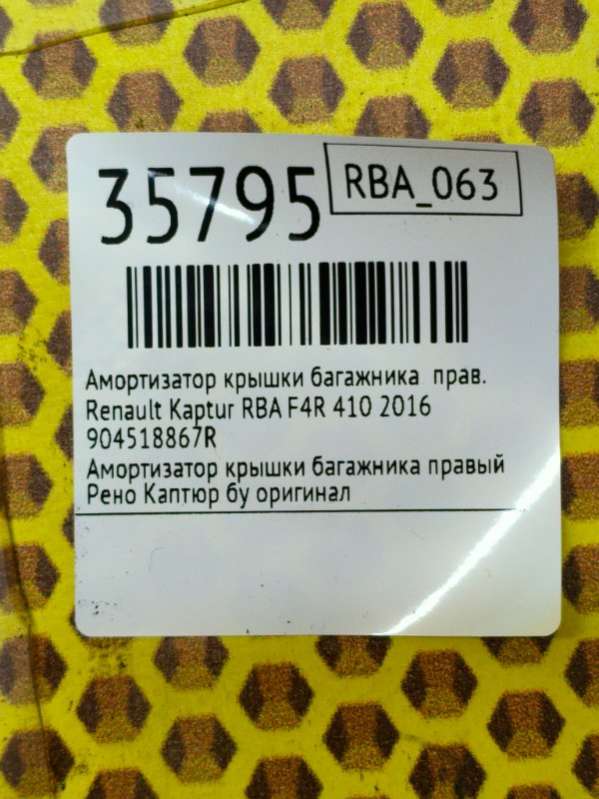 35795
RBA_063
Амортизатор крышки багажника прав.
Renault Kaptur RBA F4R 410 2016
904518867R
Амортизатор крышки багажника правый
Рено Каптюр бу оригинал